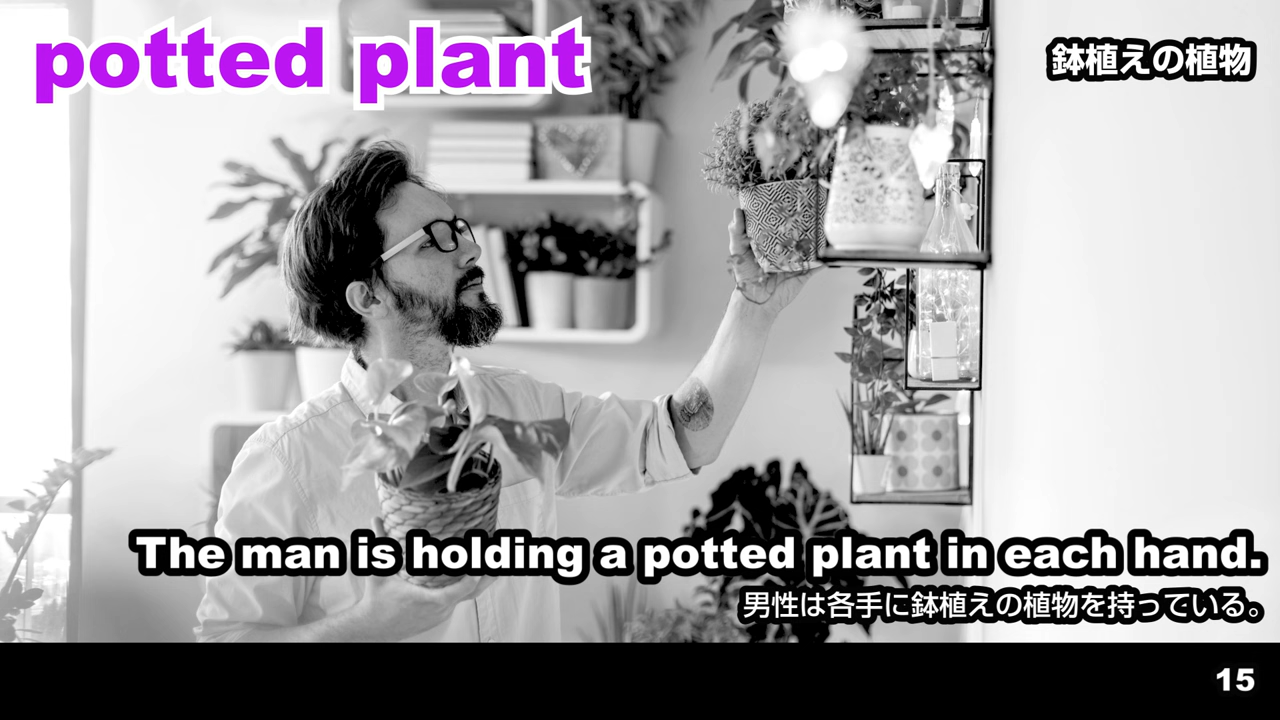 potted plant
鉢植えの植物
The man is holding a potted plant in each hand.
男性は各手に鉢植えの植物を持っている。
15